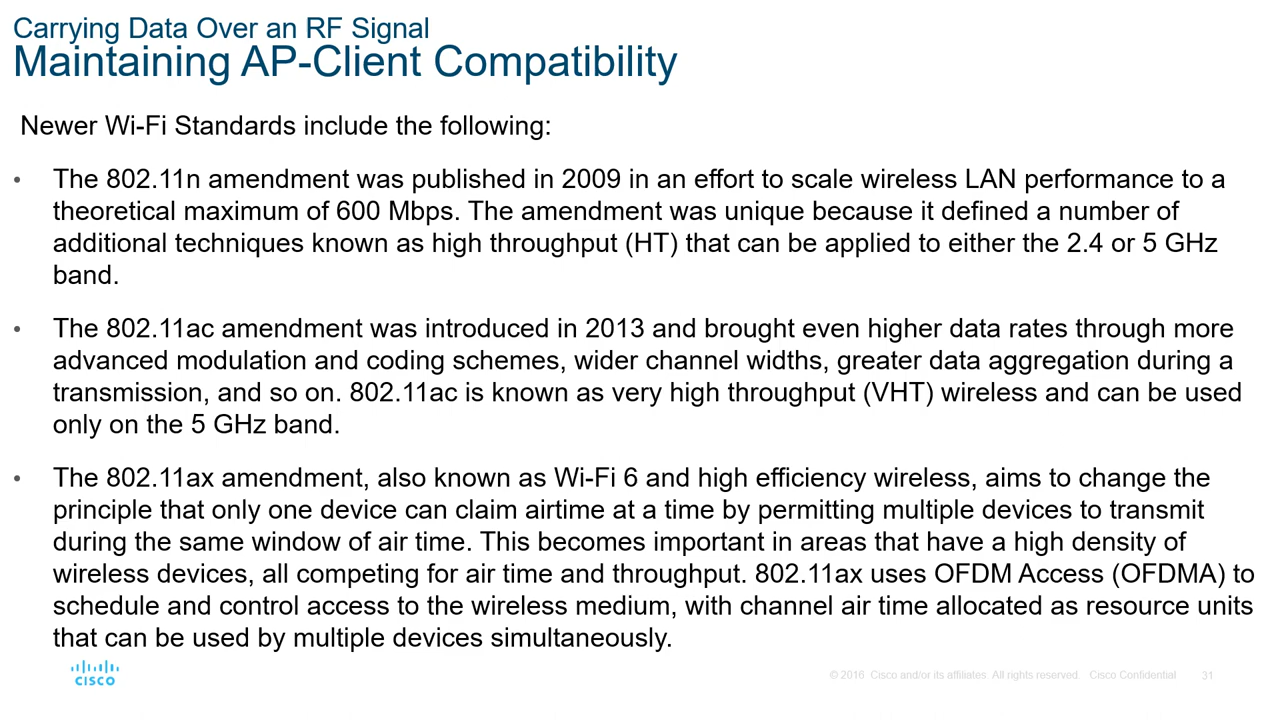 Carrying Data Over an RF Signal
Maintaining AP-Client Compatibility
Newer Wi-Fi Standards include the following:
• The 802.11n amendment was published in 2009 in an effort to scale wireless LAN performance to a
theoretical maximum of 600 Mbps. The amendment was unique because it defined a number of
additional techniques known as high throughput (HT) that can be applied to either the 2.4 or 5 GHz
band.
• The 802.11ac amendment was introduced in 2013 and brought even higher data rates through more
advanced modulation and coding schemes, wider channel widths, greater data aggregation during a
transmission, and so on. 802.11ac is known as very high throughput (VHT) wireless and can be used
only on the 5 GHz band.
• The 802.11ax amendment, also known as Wi-Fi 6 and high efficiency wireless, aims to change the
principle that only one device can claim airtime at a time by permitting multiple devices to transmit
during the same window of air time. This becomes important in areas that have a high density of
wireless devices, all competing for air time and throughput. 802.11ax uses OFDM Access (OFDMA) to
schedule and control access to the wireless medium, with channel air time allocated as resource units
that can be used by multiple devices simultaneously.
CISCO
© 2016 Cisco and/or its affiliates. All rights reserved. Cisco Confidential 31